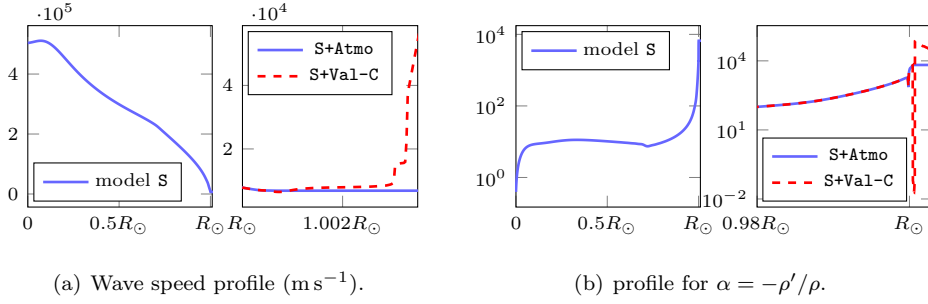 ·10^5
4
2
0
model S
0
0.5R⊙
R⊙
·10^4
4
2
S+Atmo
S+Val-C
R⊙
1.002R⊙
(a) Wave speed profile (m s^−1).
10^4
10^2
10^0
model S
0
0.5R⊙
R⊙
10^4
10^1
10^−2
S+Atmo
S+Val-C
0.98R⊙
R⊙
(b) profile for α = −ρ′/ρ.